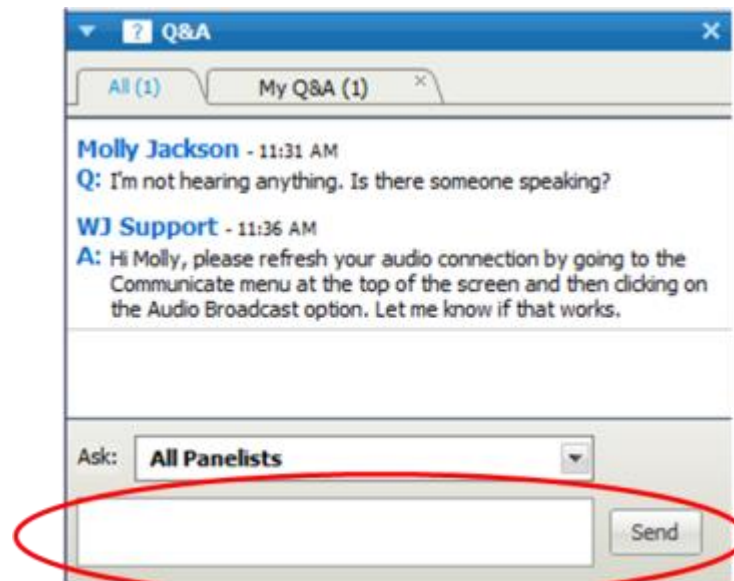 ? Q&A
All (1) My Q&A (1)
Molly Jackson - 11:31 AM
Q: I'm not hearing anything. Is there someone speaking?
WJ Support - 11:36 AM
A: Hi Molly, please refresh your audio connection by going to the
Communicate menu at the top of the screen and then clicking on
the Audio Broadcast option. Let me know if that works.
Ask: All Panelists
Send